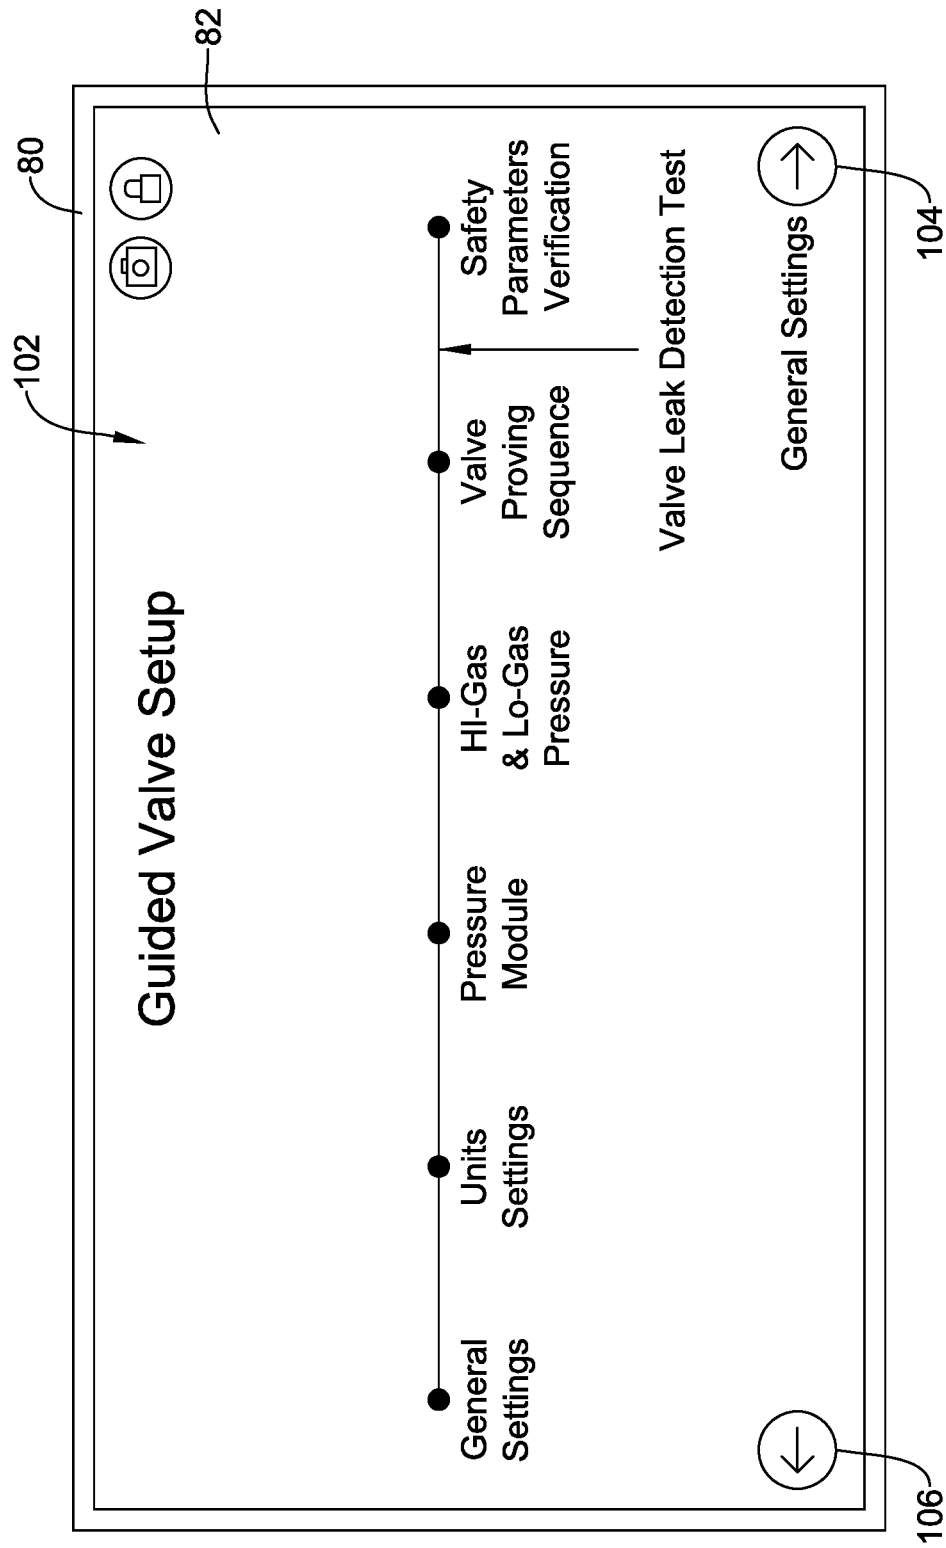 80
82
102
Guided Valve Setup
General
Settings
Units
Settings
Pressure
Module
HI-Gas
& Lo-Gas
Pressure
Valve
Proving
Sequence
Safety
Parameters
Verification
Valve Leak Detection Test
General Settings
106
104